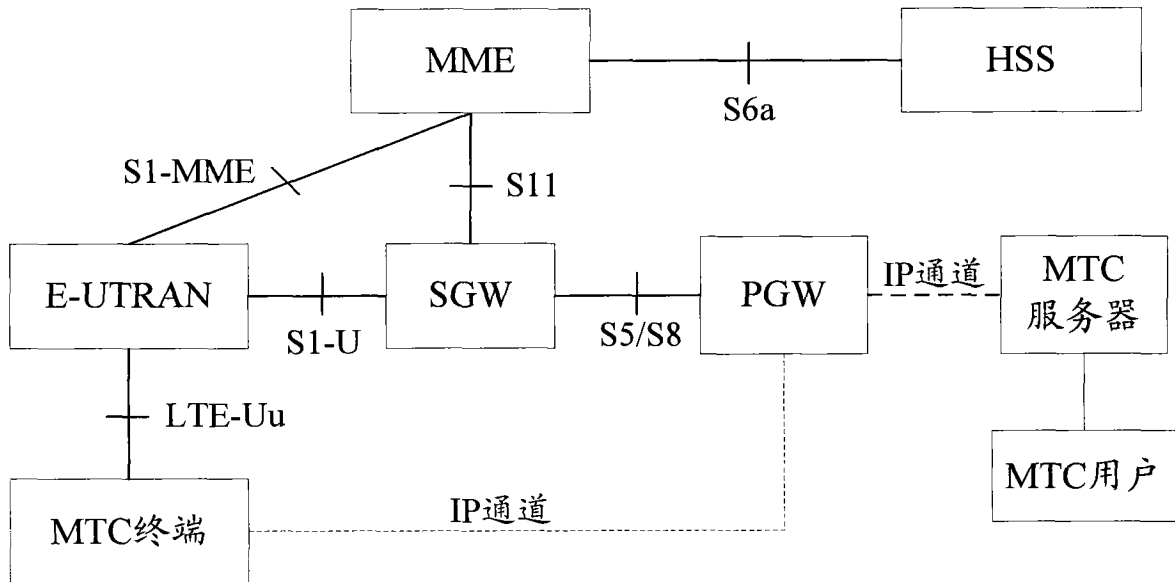 MME
HSS
S6a
S1-MME
S11
E-UTRAN
SGW
PGW
IP通道
MTC
服务器
S1-U
S5/S8
LTE-Uu
MTC用户
MTC终端
IP通道